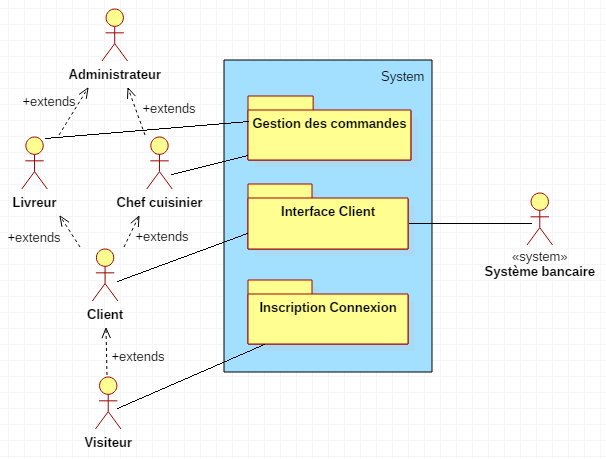 Administrateur
System
+extends
+extends
Gestion des commandes
Livreur
Chef cuisinier
Interface Client
+extends
+extends
«system»
Système bancaire
Client
Inscription Connexion
+extends
Visiteur